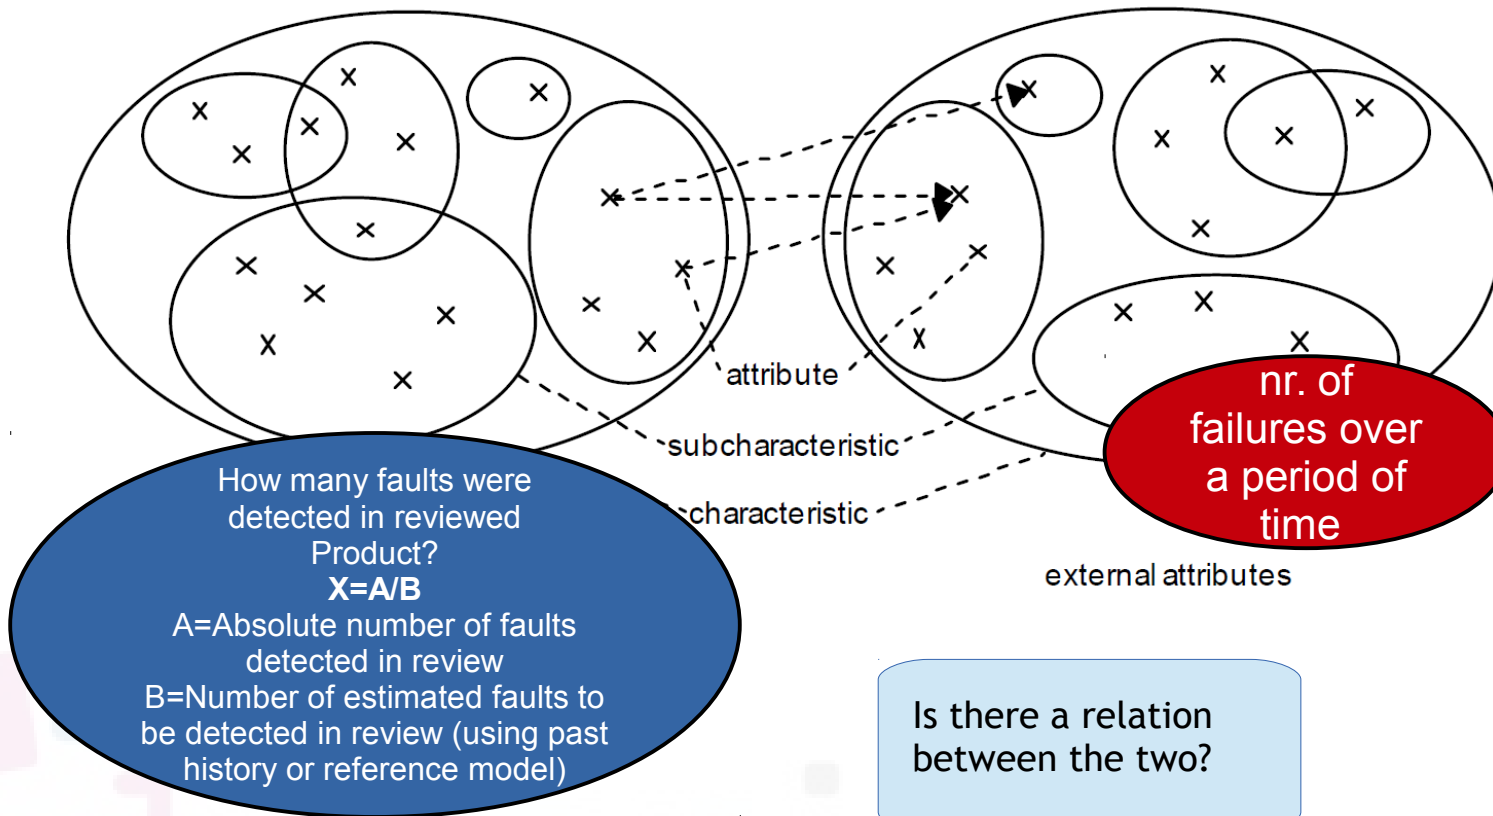 attribute
subcharacteristic
characteristic
nr. of
failures over
a period of
time
external attributes
How many faults were
detected in reviewed
Product?
X=A/B
A=Absolute number of faults
detected in review
B=Number of estimated faults to
be detected in review (using past
history or reference model)
Is there a relation
between the two?